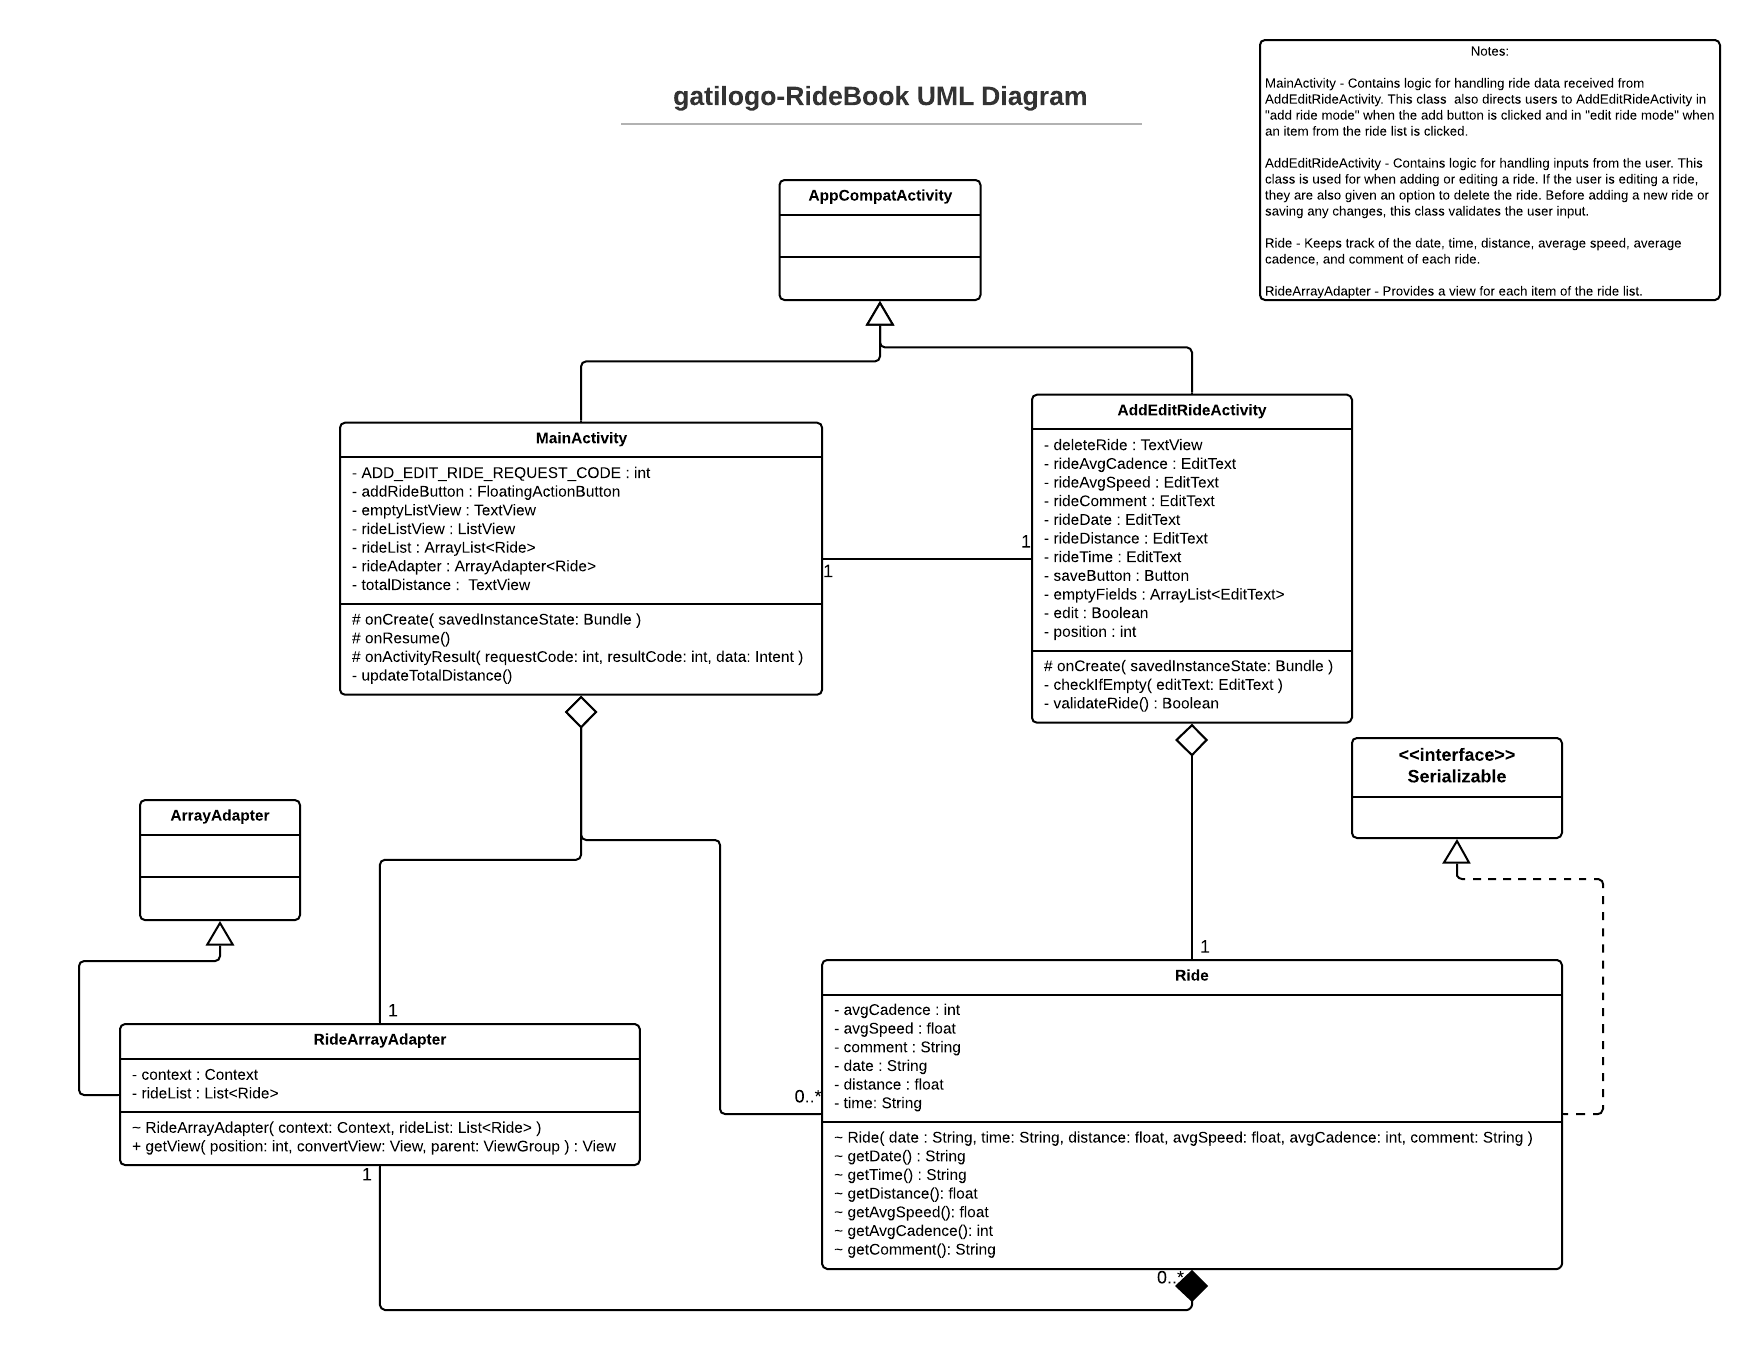 gatilogo-RideBook UML Diagram
Notes:
MainActivity - Contains logic for handling ride data received from
AddEditRideActivity. This class  also directs users to AddEditRideActivity in
"add ride mode" when the add button is clicked and in "edit ride mode" when
an item from the ride list is clicked.
AddEditRideActivity - Contains logic for handling inputs from the user. This
class is used for when adding or editing a ride. If the user is editing a ride,
they are also given an option to delete the ride. Before adding a new ride or
saving any changes, this class validates the user input.
Ride - Keeps track of the date, time, distance, average speed, average
cadence, and comment of each ride.
RideArrayAdapter - Provides a view for each item of the ride list.
AppCompatActivity
MainActivity
- ADD_EDIT_RIDE_REQUEST_CODE : int
- addRideButton : FloatingActionButton
- emptyListView : TextView
- rideListView : ListView
- rideList : ArrayList<Ride>
- rideAdapter : ArrayAdapter<Ride>
- totalDistance :  TextView
# onCreate( savedInstanceState: Bundle )
# onResume()
# onActivityResult( requestCode: int, resultCode: int, data: Intent )
- updateTotalDistance()
1
1
AddEditRideActivity
- deleteRide : TextView
- rideAvgCadence : EditText
- rideAvgSpeed : EditText
- rideComment : EditText
- rideDate : EditText
- rideDistance : EditText
- rideTime : EditText
- saveButton : Button
- emptyFields : ArrayList<EditText>
- edit : Boolean
- position : int
# onCreate( savedInstanceState: Bundle )
- checkIfEmpty( editText: EditText )
- validateRide() : Boolean
<<interface>>
Serializable
ArrayAdapter
1
1
RideArrayAdapter
- context : Context
- rideList : List<Ride>
~ RideArrayAdapter( context: Context, rideList: List<Ride> )
+ getView( position: int, convertView: View, parent: ViewGroup ) : View
1
0..*
Ride
- avgCadence : int
- avgSpeed : float
- comment : String
- date : String
- distance : float
- time: String
~ Ride( date : String, time: String, distance: float, avgSpeed: float, avgCadence: int, comment: String )
~ getDate() : String
~ getTime() : String
~ getDistance(): float
~ getAvgSpeed(): float
~ getAvgCadence(): int
~ getComment(): String
0..*